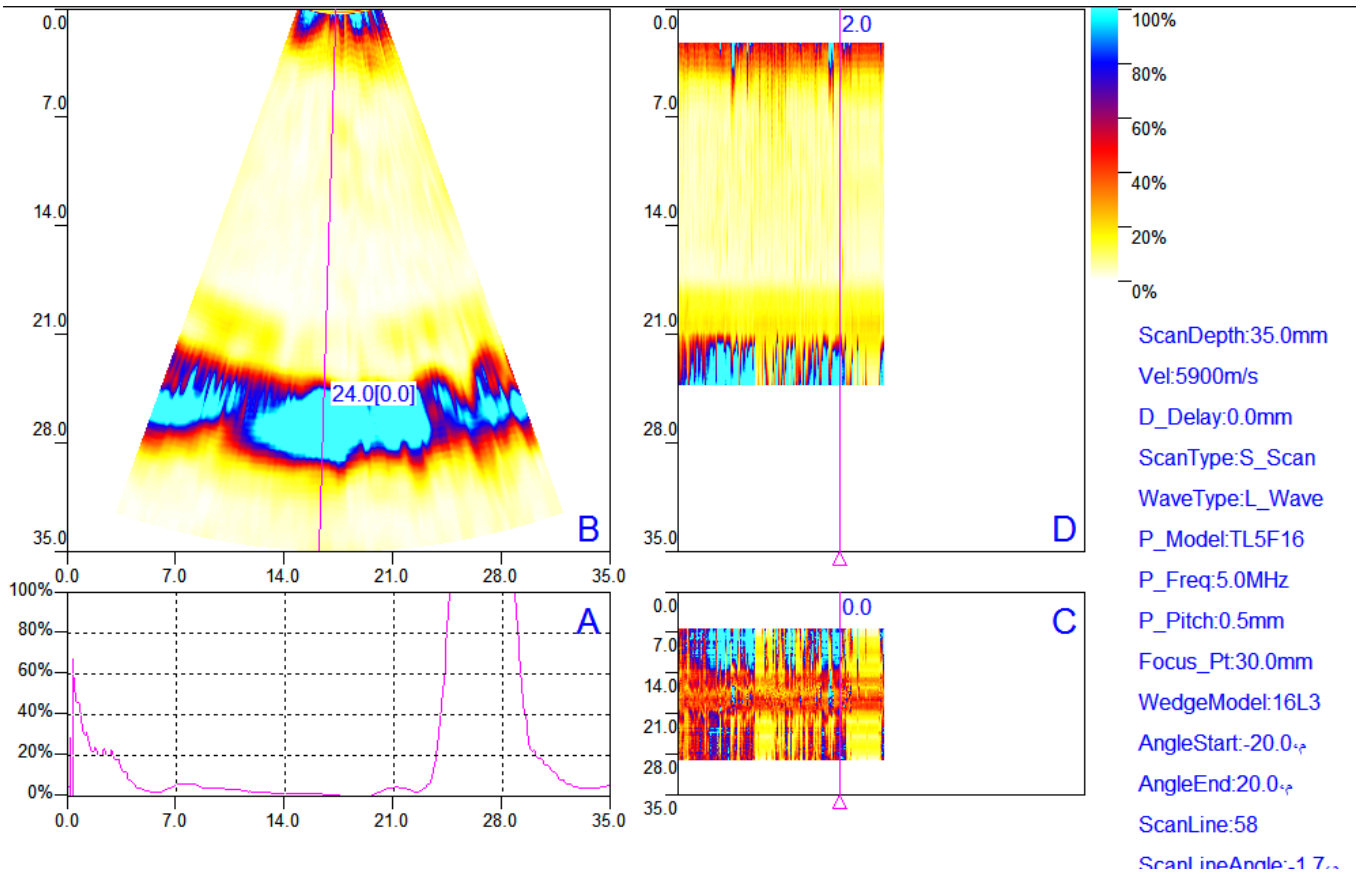 0.0
7.0
14.0
21.0
28.0
35.0
0.0 7.0 14.0 21.0 28.0 35.0
24.0[0.0]
B
0.0
7.0
14.0
21.0
28.0
35.0
2.0
D
100%
80%
60%
40%
20%
0%
100%
80%
60%
40%
20%
0%
0.0 7.0 14.0 21.0 28.0 35.0
A
0.0
7.0
14.0
21.0
28.0
35.0
0.0
C
ScanDepth:35.0mm
Vel:5900m/s
D_Delay:0.0mm
ScanType:S_Scan
WaveType:L_Wave
P_Model:TL5F16
P_Freq:5.0MHz
P_Pitch:0.5mm
Focus_Pt:30.0mm
WedgeModel:16L3
AngleStart:-20.0
AngleEnd:20.0
ScanLine:58
ScanLineAngle:-1.7